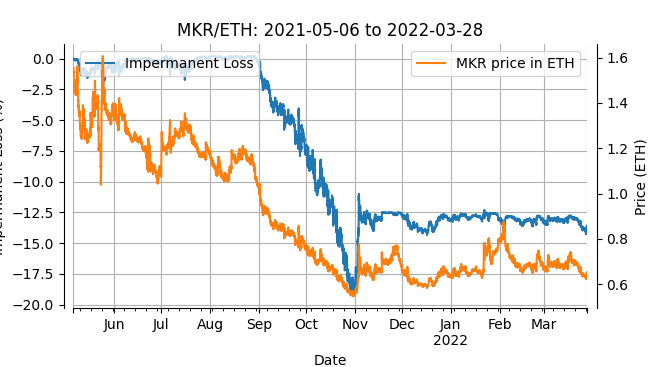 MKR/ETH: 2021-05-06 to 2022-03-28
Impermanent Loss
MKR price in ETH
0.0
−2.5
−5.0
−7.5
−10.0
−12.5
−15.0
−17.5
−20.0
1.6
1.4
1.2
1.0
0.8
0.6
Price (ETH)
Jun Jul Aug Sep Oct Nov Dec Jan Feb Mar
2022
Date